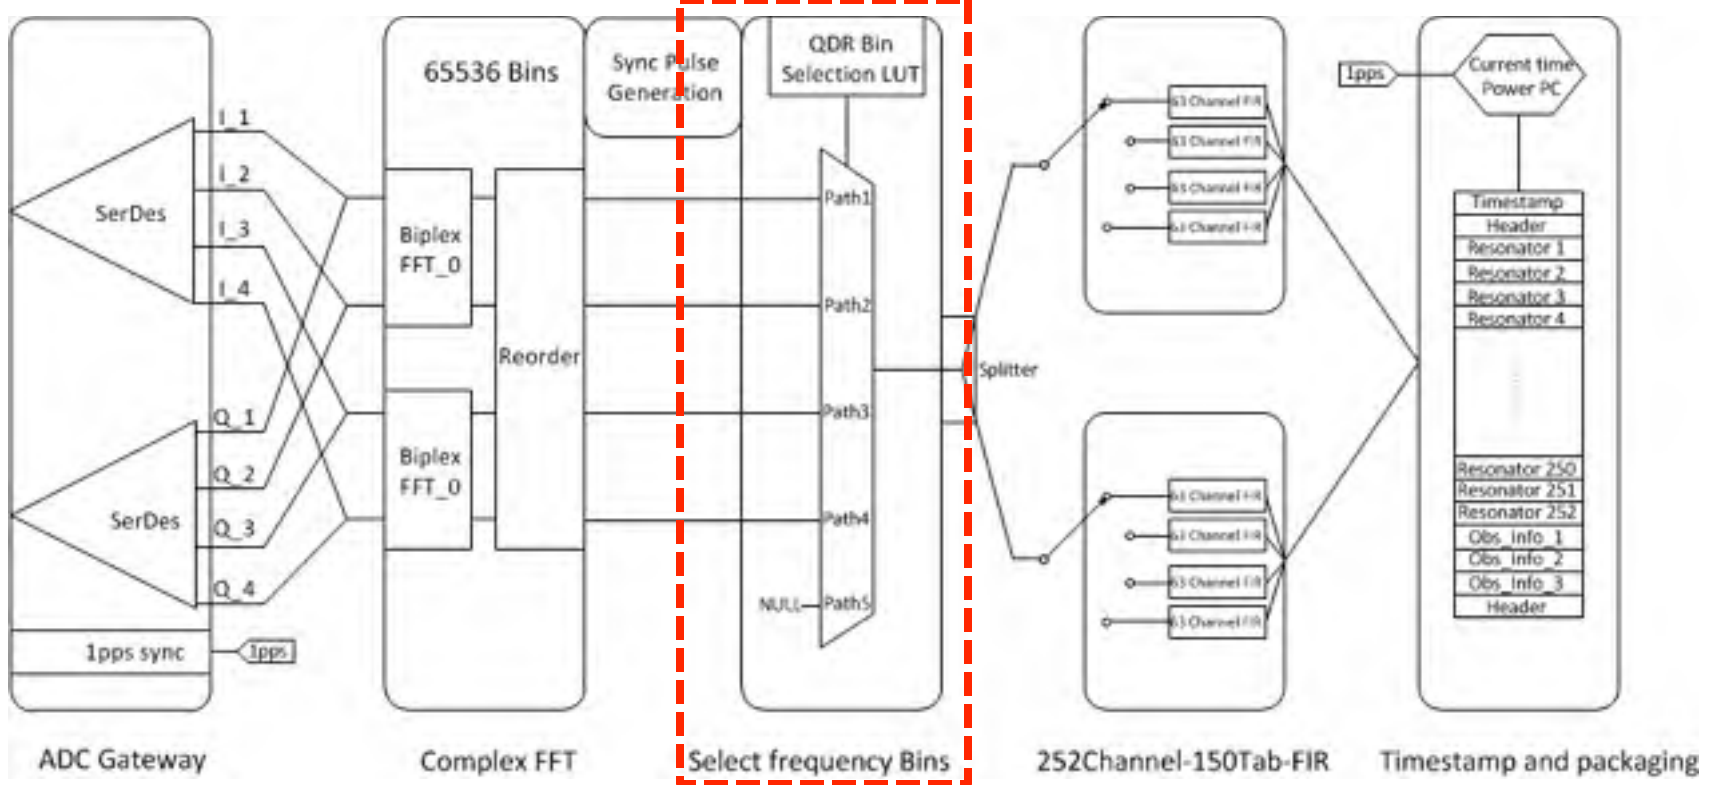 I_1
I_2
SerDes
I_3
I_4
Q_1
Q_2
SerDes
Q_3
Q_4
1pps sync
1pps
ADC Gateway
65536 Bins
Biplex
FFT_0
Reorder
Biplex
FFT_0
Complex FFT
Sync Pulse
Generation
QDR Bin
Selection LUT
Path1
Path2
Path3
Path4
NULL
Path5
Select frequency Bins
Splitter
63 Channel FIR
63 Channel FIR
63 Channel FIR
63 Channel FIR
63 Channel FIR
63 Channel FIR
63 Channel FIR
63 Channel FIR
252Channel-150Tab-FIR
1pps
Current time
Power PC
Timestamp
Header
Resonator 1
Resonator 2
Resonator 3
Resonator 4
Resonator 250
Resonator 251
Resonator 252
Obs_Info_1
Obs_Info_2
Obs_Info_3
Header
Timestamp and packaging